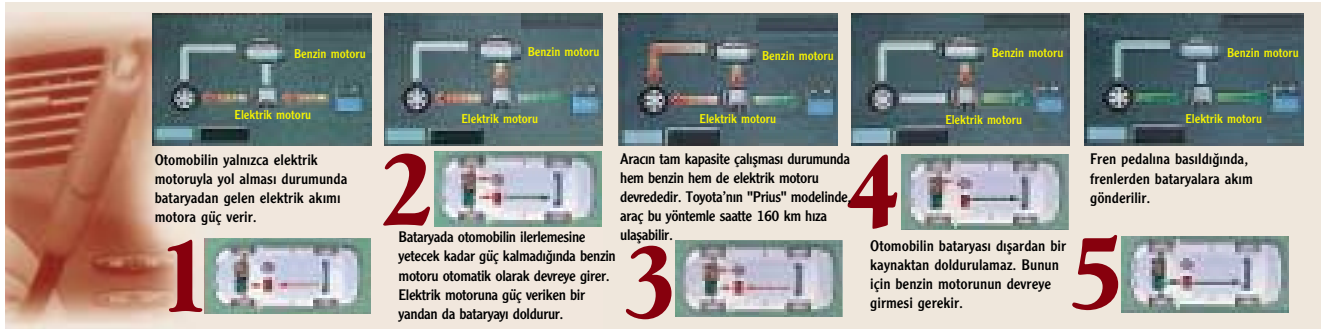 Benzin motoru
Elektrik motoru
Otomobilin yalnızca elektrik
motoruyla yol alması durumunda
bataryadan gelen elektrik akımı
motora güç verir.
1
Benzin motoru
Elektrik motoru
2
Bataryada otomobilin ilerlemesine
yetecek kadar güç kalmadığında benzin
motoru otomatik olarak devreye girer.
Elektrik motoruna güç veriken bir
yandan da bataryayı doldurur.
Benzin motoru
Elektrik motoru
Aracın tam kapasite çalışması durumunda
hem benzin hem de elektrik motoru
devrededir. Toyota'nın "Prius" modelinde,
araç bu yöntemle saatte 160 km hıza
ulaşabilir.
3
Benzin motoru
Elektrik motoru
4
Otomobilin bataryası dışardan bir
kaynaktan doldurulamaz. Bunun
için benzin motorunun devreye
girmesi gerekir.
Benzin motoru
Elektrik motoru
Fren pedalına basıldığında,
frenlerden bataryalara akım
gönderilir.
5